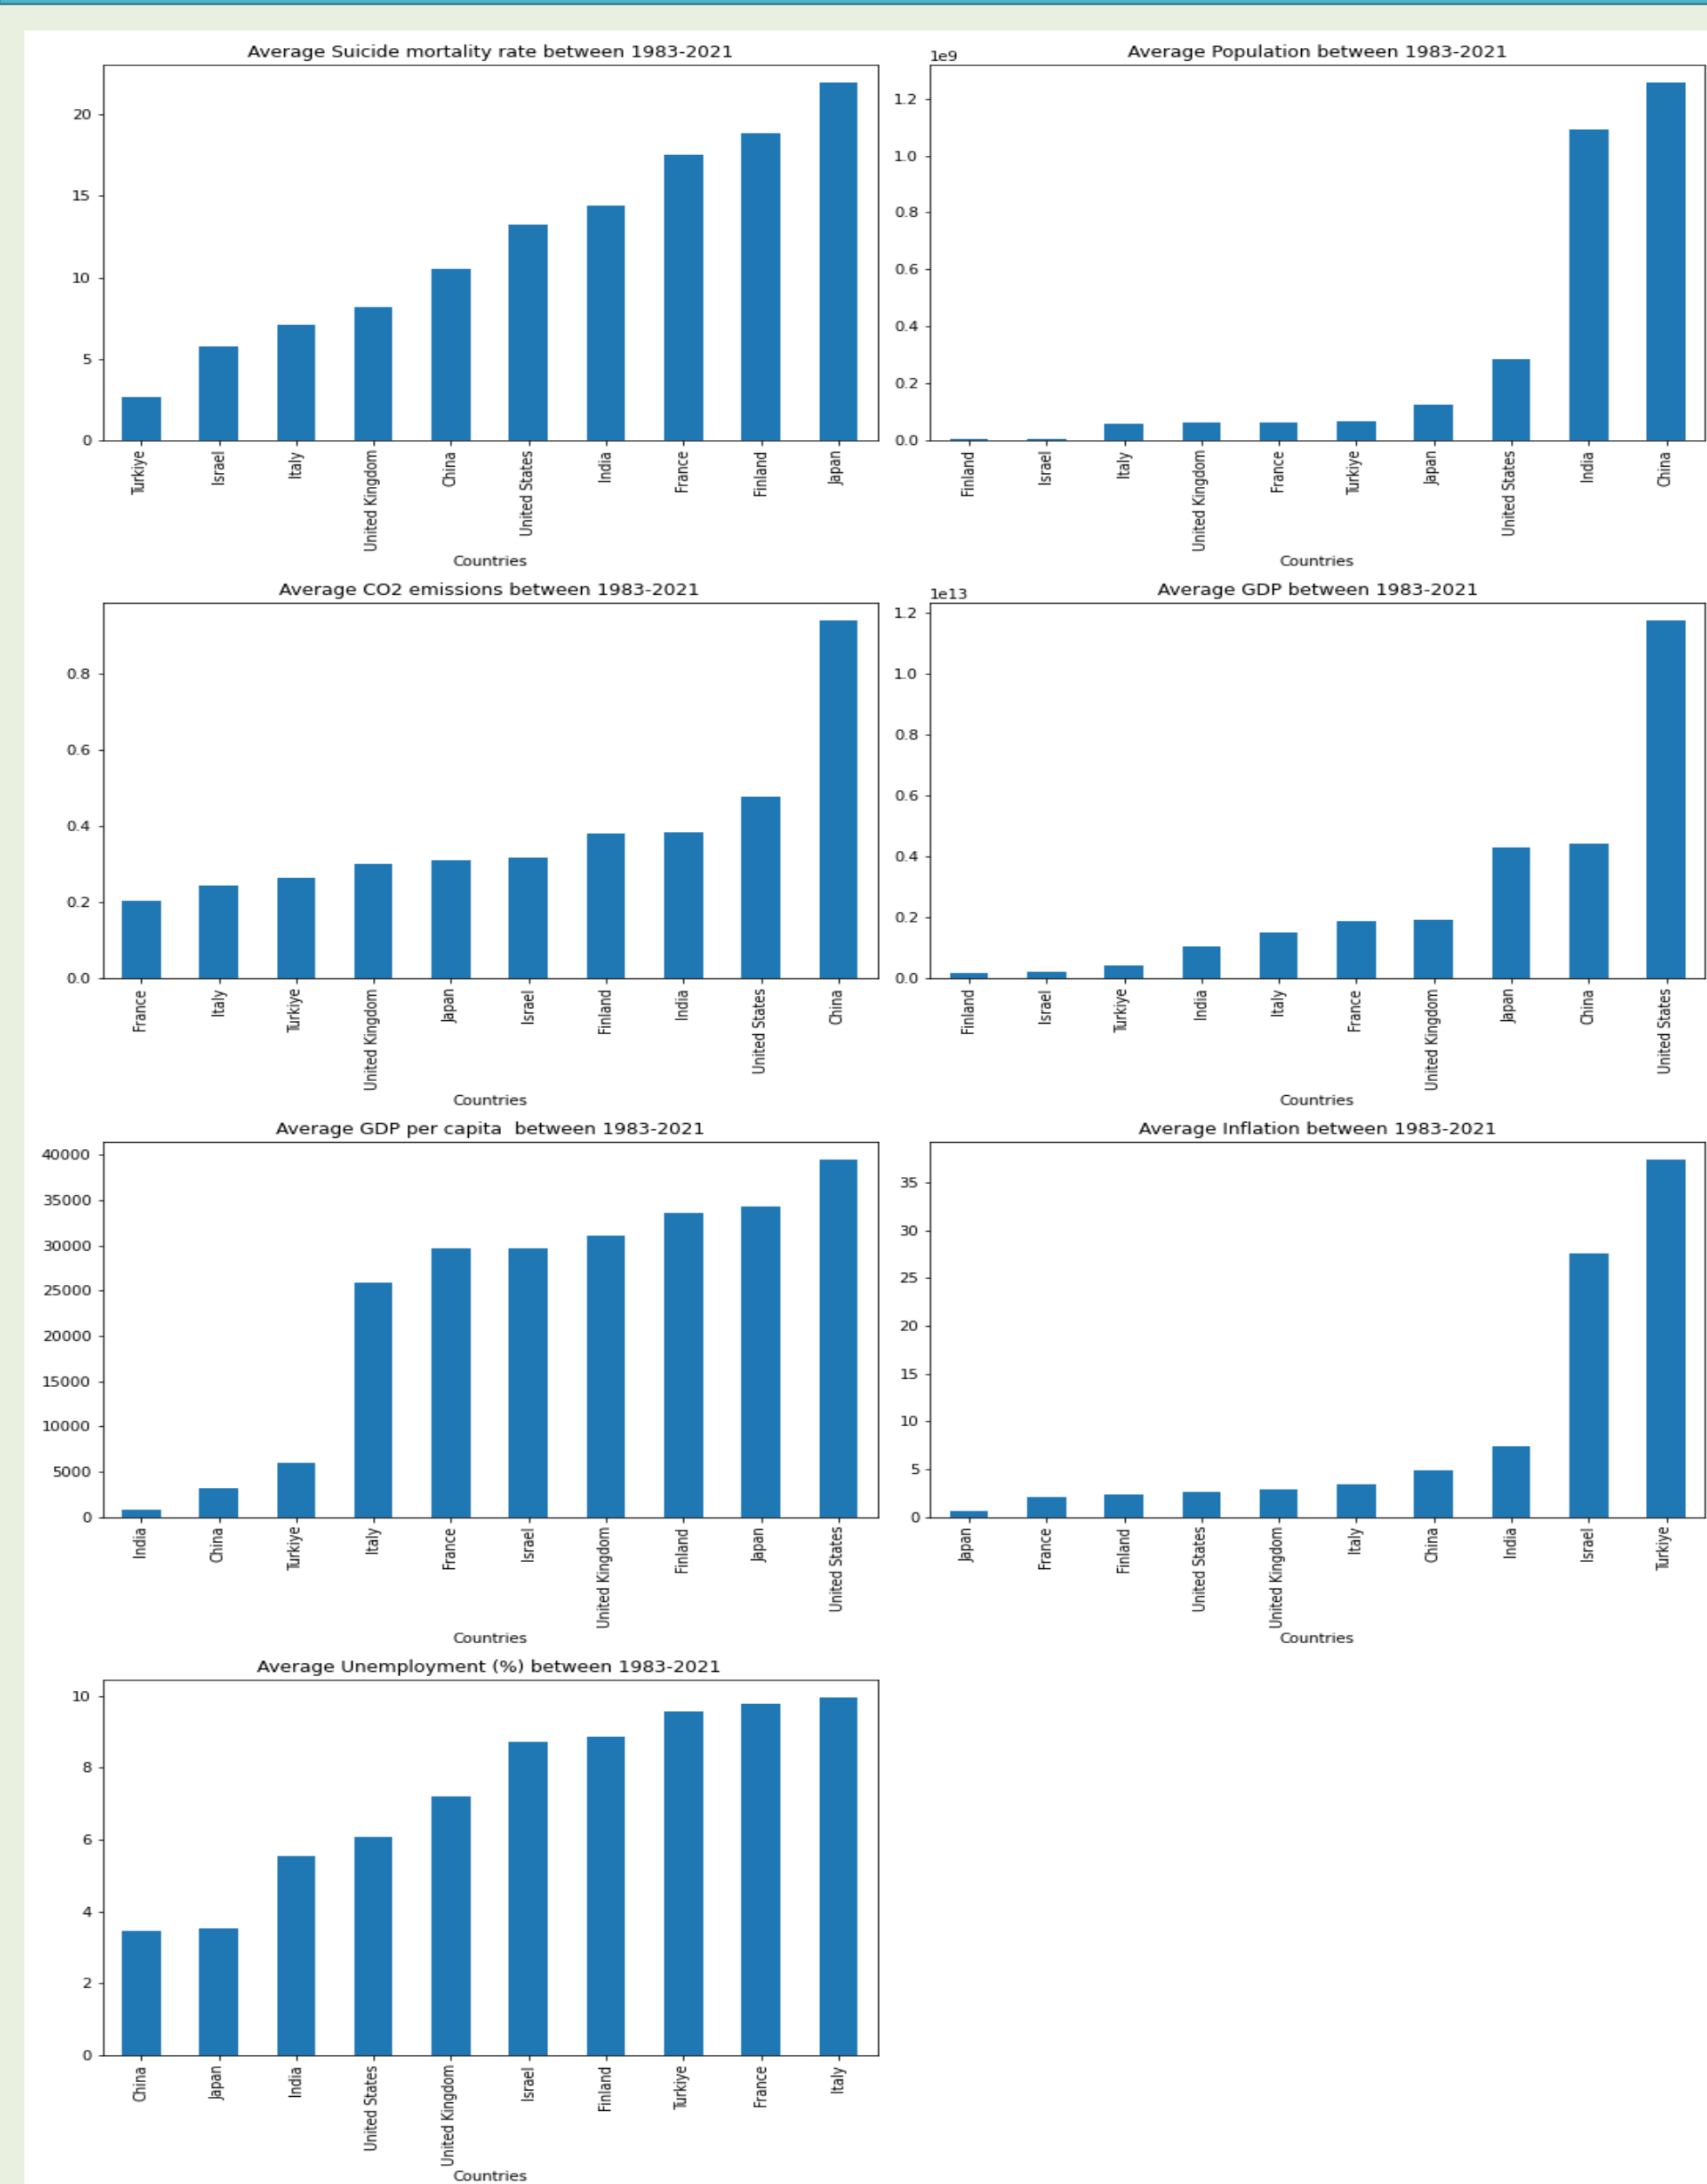 Average Suicide mortality rate between 1983-2021
20
15
10
5
0
Turkiye
Israel
Italy
United Kingdom
China
United States
India
France
Finland
Japan
Countries
Average Population between 1983-2021
1e9
1.2
1.0
0.8
0.6
0.4
0.2
0.0
Finland
Israel
Italy
United Kingdom
France
Turkiye
Japan
United States
India
China
Countries
Average CO2 emissions between 1983-2021
0.8
0.6
0.4
0.2
0.0
France
Italy
Turkiye
United Kingdom
Japan
Israel
Finland
India
United States
China
Countries
Average GDP between 1983-2021
1e13
1.2
1.0
0.8
0.6
0.4
0.2
0.0
Finland
Israel
Turkiye
India
Italy
France
United Kingdom
Japan
China
United States
Countries
Average GDP per capita  between 1983-2021
40000
35000
30000
25000
20000
15000
10000
5000
0
India
China
Turkiye
Italy
France
Israel
United Kingdom
Finland
Japan
United States
Countries
Average Inflation between 1983-2021
35
30
25
20
15
10
5
0
Japan
France
Finland
United States
United Kingdom
Italy
China
India
Israel
Turkiye
Countries
Average Unemployment (%) between 1983-2021
10
8
6
4
2
0
China
Japan
India
United States
United Kingdom
Israel
Finland
Turkiye
France
Italy
Countries